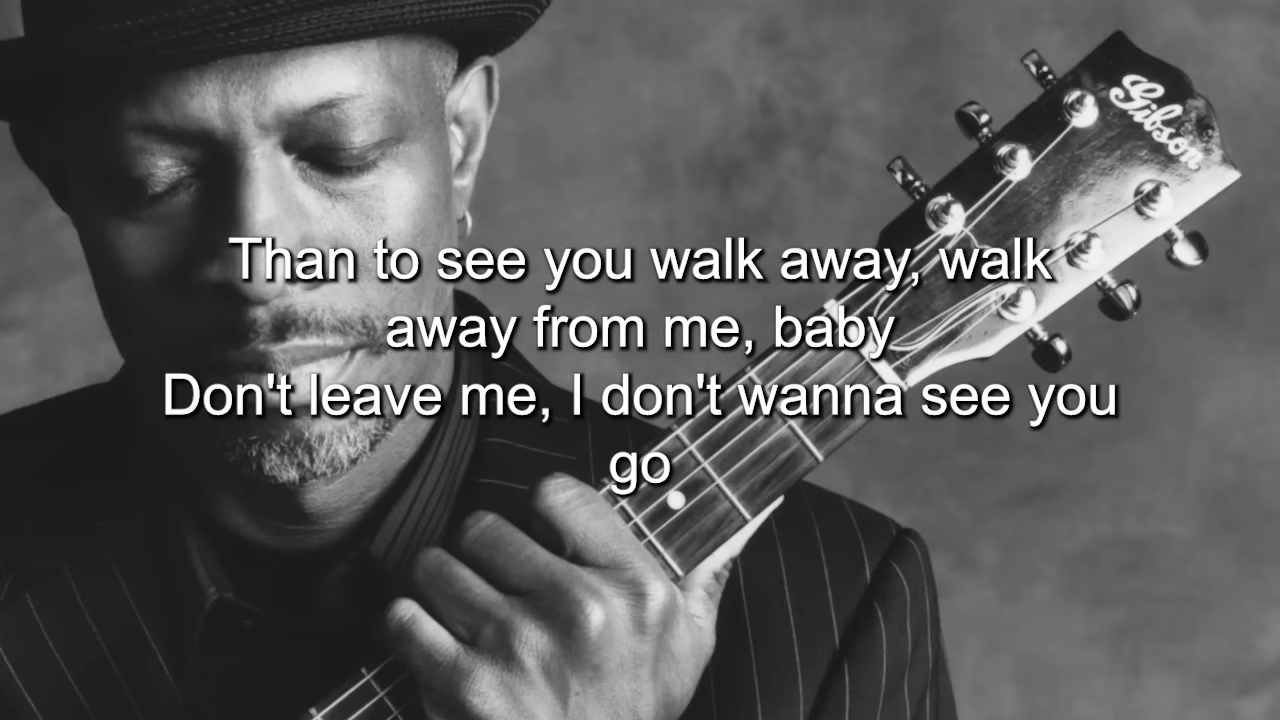 Gibson
Than to see you walk away, walk
away from me, baby
Don't leave me, I don't wanna see you
go